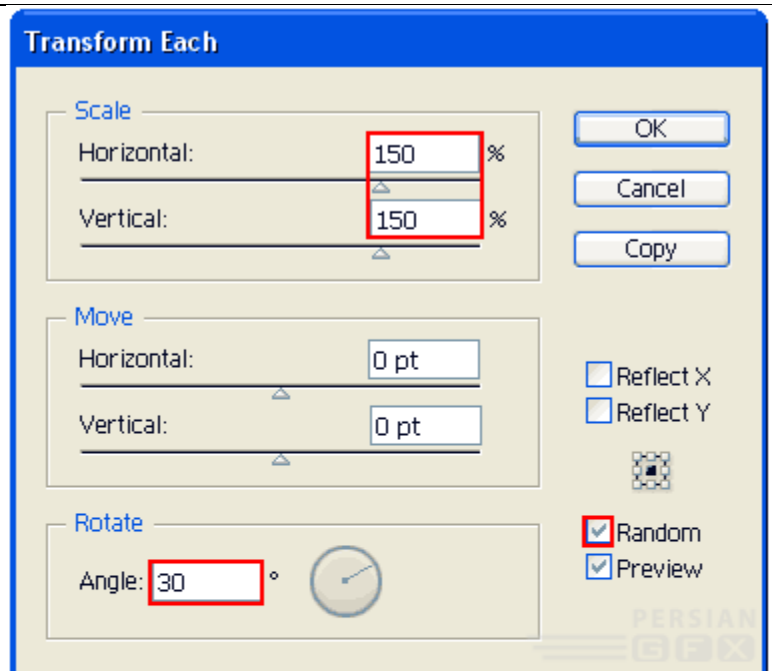 Transform Each
Scale
Horizontal: 150 %
Vertical: 150 %
OK
Cancel
Copy
Move
Horizontal: 0 pt
Vertical: 0 pt
Reflect X
Reflect Y
Rotate
Angle: 30 °
Random
Preview
PERSIAN
GFX